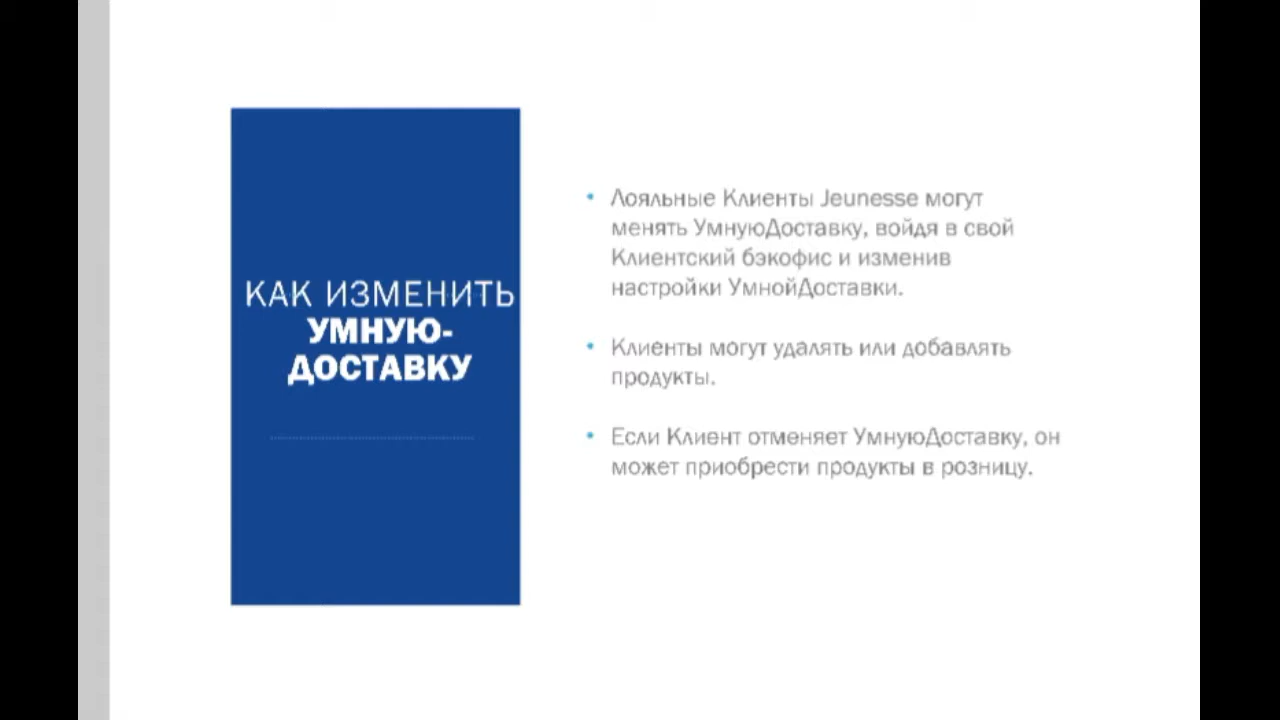 КАК ИЗМЕНИТЬ
УМНУЮ-
ДОСТАВКУ
• Лояльные Клиенты Jeunesse могут
менять УмнуюДоставку, войдя в свой
Клиентский бэкофис и изменив
настройки УмнойДоставки.
• Клиенты могут удалять или добавлять
продукты.
• Если Клиент отменяет УмнуюДоставку, он
может приобрести продукты в розницу.